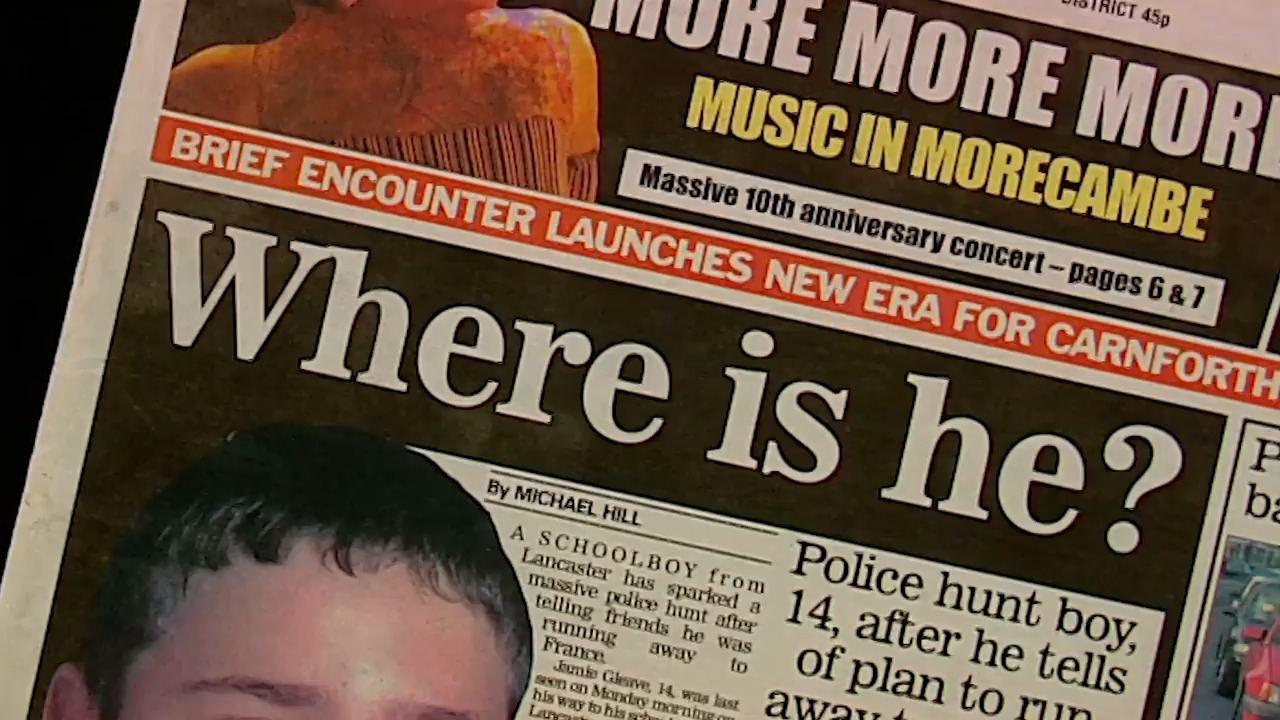 DISTRICT 45p
MORE MORE MORE
MUSIC IN MORECAMBE
Massive 10th anniversary concert – pages 6 & 7
BRIEF ENCOUNTER LAUNCHES NEW ERA FOR CARNFORTH
Where is he?
By MICHAEL HILL
A SCHOOLBOY from
Lancaster has sparked a
massive police hunt after
telling friends he was
running away to
France.
Jamie Gleave, 14, was last
seen on Monday morning on
his way to his
Police hunt boy,
14, after he tells
of plan to run